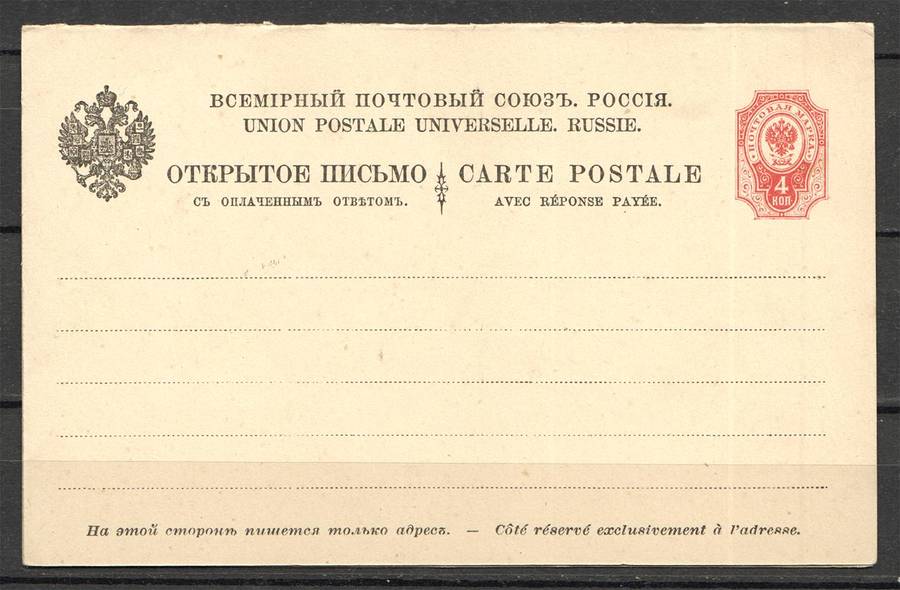 ВСЕМІРНЫЙ ПОЧТОВЫЙ СОЮЗЪ. РОССІЯ.
UNION POSTALE UNIVERSELLE. RUSSIE.
ОТКРЫТОЕ ПИСЬМО CARTE POSTALE
СЪ ОПЛАЧЕННЫМЪ ОТВѢТОМЪ. AVEC RÉPONSE PAYÉE.
ПОЧТОВАЯ МАРКА
4
КОП
На этой сторонѣ пишется только адресъ. — Côté réservé exclusivement à l'adresse.